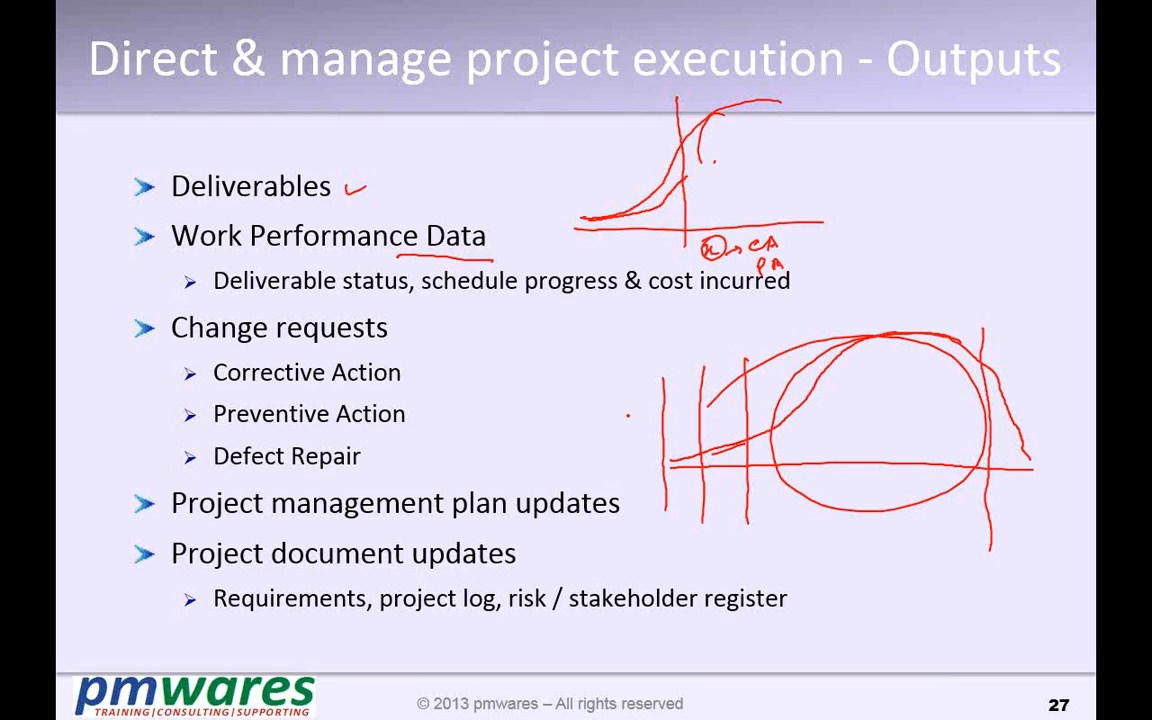 Direct & manage project execution - Outputs
Deliverables
Work Performance Data
Deliverable status, schedule progress & cost incurred
CA
PA
Change requests
Corrective Action
Preventive Action
Defect Repair
Project management plan updates
Project document updates
Requirements, project log, risk / stakeholder register
pmwares
TRAINING|CONSULTING|SUPPORTING
© 2013 pmwares – All rights reserved
27